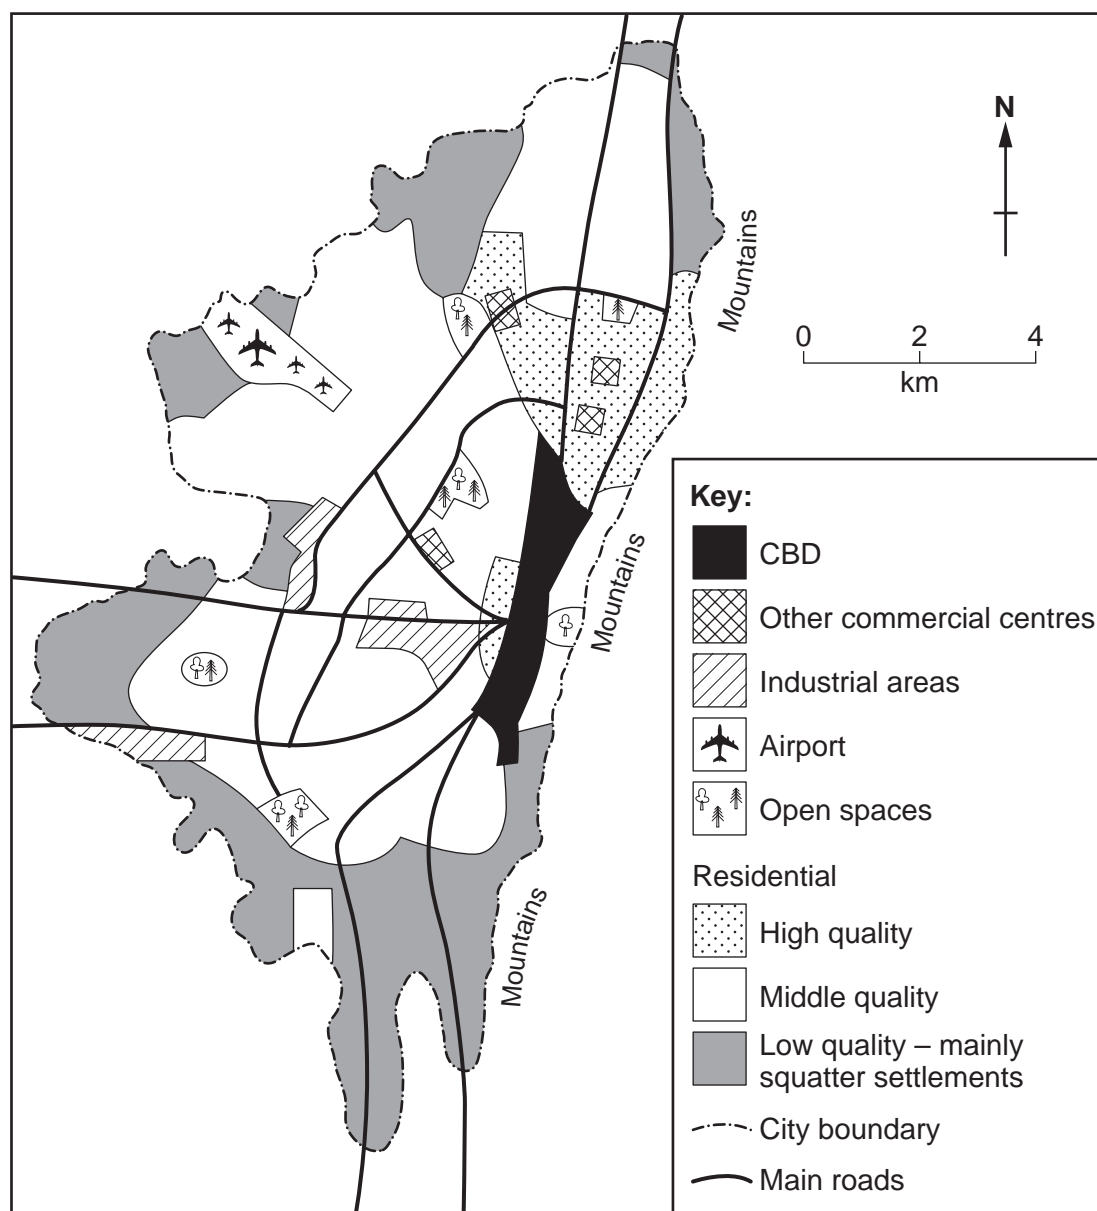 N
Mountains
0 2 4
km
Mountains
Mountains
Key:
CBD
Other commercial centres
Industrial areas
Airport
Open spaces
Residential
High quality
Middle quality
Low quality – mainly
squatter settlements
City boundary
Main roads